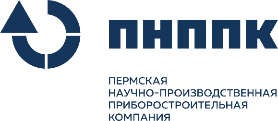 ПНППК
ПЕРМСКАЯ
НАУЧНО-ПРОИЗВОДСТВЕННАЯ
ПРИБОРОСТРОИТЕЛЬНАЯ
КОМПАНИЯ